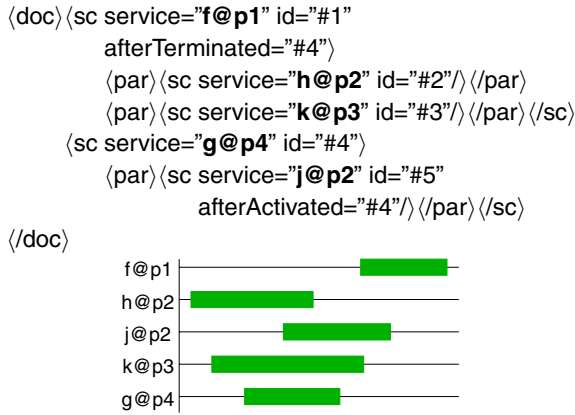 ⟨doc⟩⟨sc service="f@p1" id="#1"
afterTerminated="#4"⟩
⟨par⟩⟨sc service="h@p2" id="#2"/⟩⟨/par⟩
⟨par⟩⟨sc service="k@p3" id="#3"/⟩⟨/par⟩⟨/sc⟩
⟨sc service="g@p4" id="#4"⟩
⟨par⟩⟨sc service="j@p2" id="#5"
afterActivated="#4"/⟩⟨/par⟩⟨/sc⟩
⟨/doc⟩
f@p1
h@p2
j@p2
k@p3
g@p4